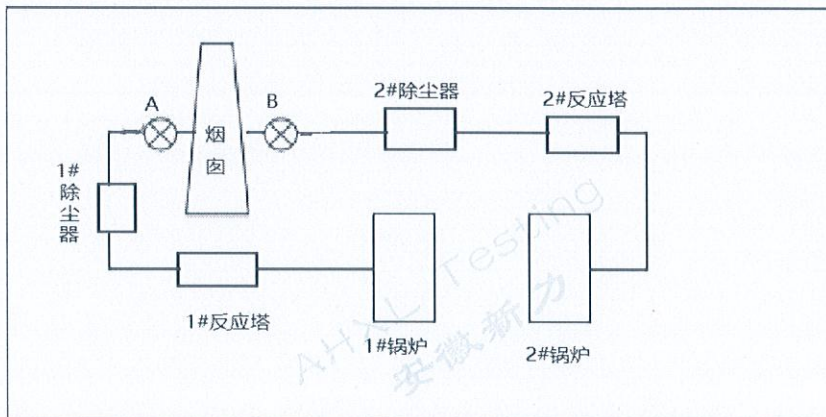 A
B
烟
囱
2#除尘器
2#反应塔
1#
除
尘
器
1#反应塔
1#锅炉
2#锅炉
AHXL Testing
安徽新力